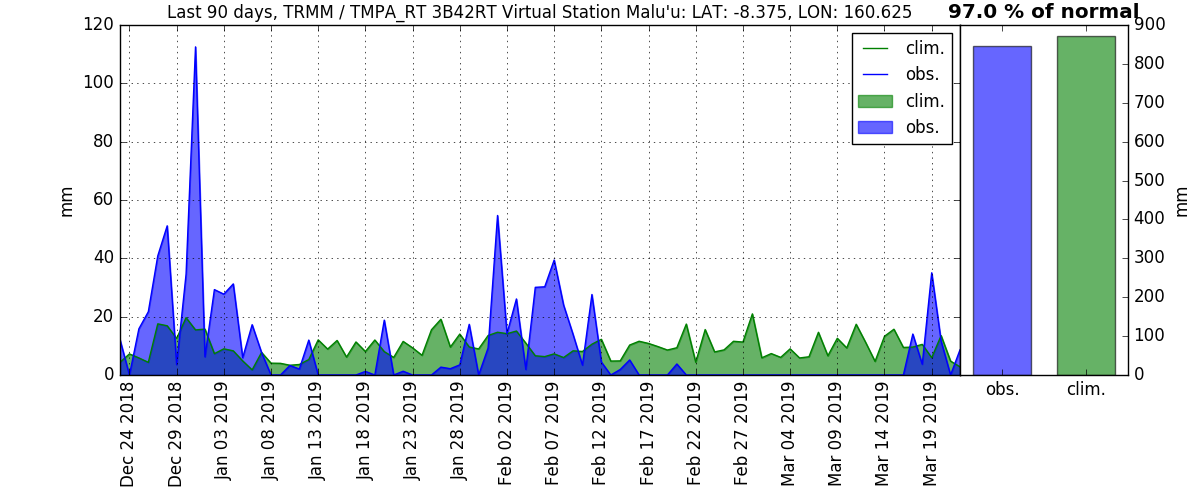 Last 90 days, TRMM / TMPA_RT 3B42RT Virtual Station Malu'u: LAT: -8.375, LON: 160.625
97.0 % of normal
120
100
80
60
40
20
0
mm
clim.
obs.
clim.
obs.
900
800
700
600
500
400
300
200
100
0
mm
obs.
clim.
Dec 24 2018
Dec 29 2018
Jan 03 2019
Jan 08 2019
Jan 13 2019
Jan 18 2019
Jan 23 2019
Jan 28 2019
Feb 02 2019
Feb 07 2019
Feb 12 2019
Feb 17 2019
Feb 22 2019
Feb 27 2019
Mar 04 2019
Mar 09 2019
Mar 14 2019
Mar 19 2019